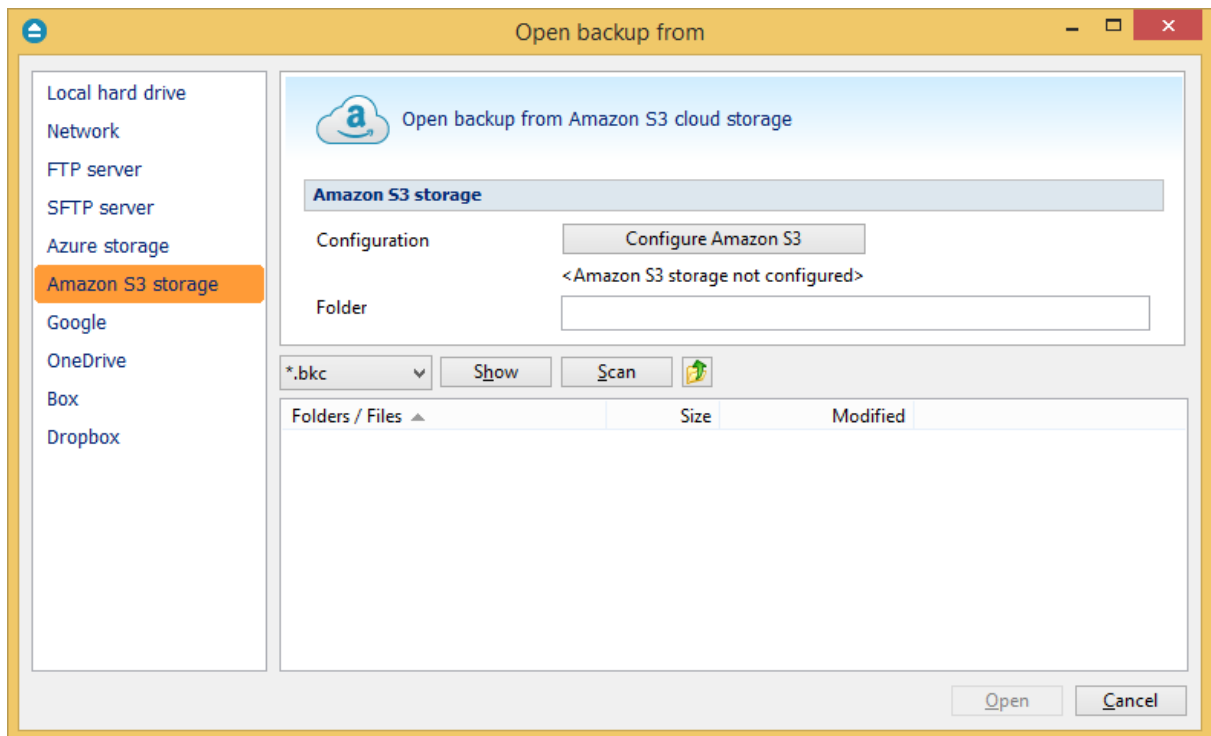 Open backup from
Local hard drive
Network
FTP server
SFTP server
Azure storage
Amazon S3 storage
Google
OneDrive
Box
Dropbox
Open backup from Amazon S3 cloud storage
Amazon S3 storage
Configuration
Configure Amazon S3
<Amazon S3 storage not configured>
Folder
*.bkc
Show
Scan
Folders / Files
Size
Modified
Open
Cancel